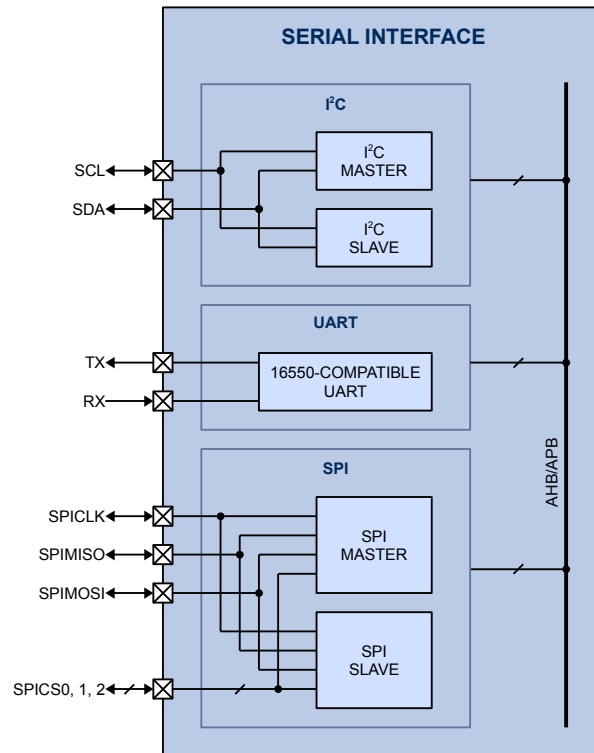 SERIAL INTERFACE
I²C
SCL
I²C
MASTER
SDA
I²C
SLAVE
UART
TX
16550-COMPATIBLE
UART
RX
AHB/APB
SPI
SPICLK
SPI
MASTER
SPIMISO
SPIMOSI
SPI
SLAVE
SPICS0, 1, 2